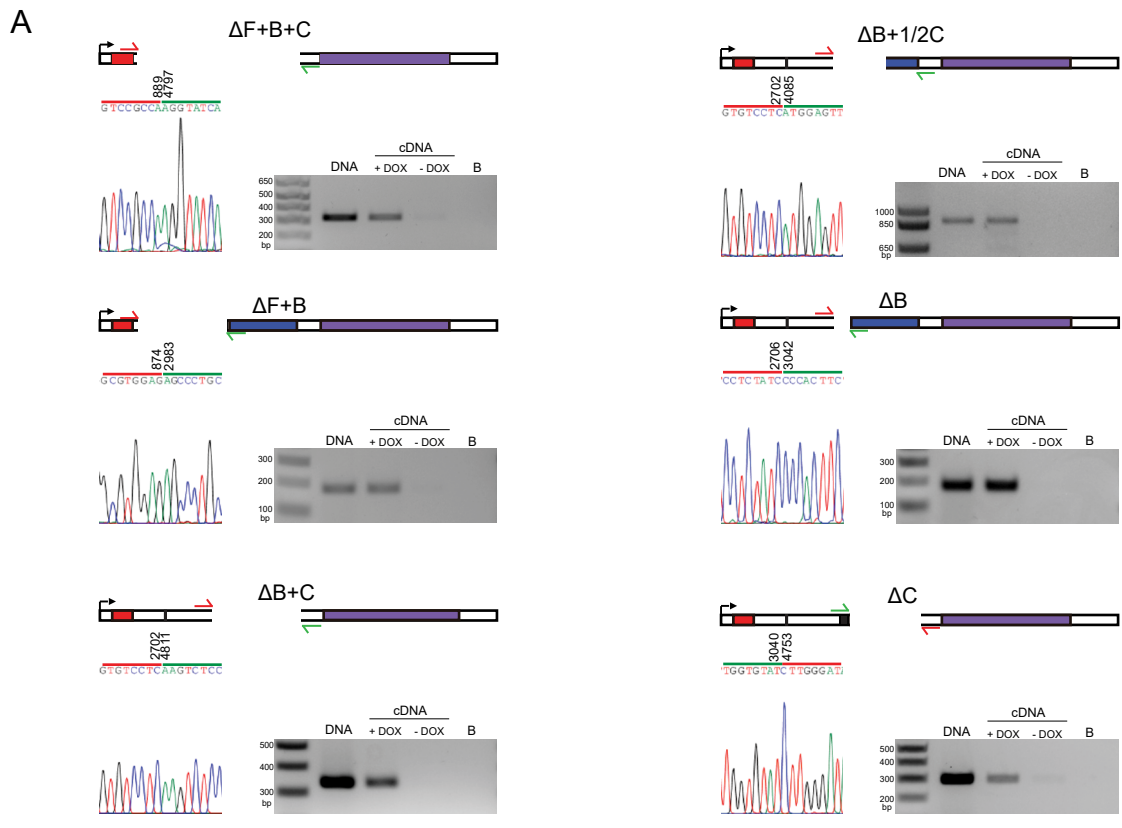 A
ΔF+B+C
889
4797
GTCCGCCAAGGTATCA
cDNA
DNA
+ DOX
- DOX
B
650
500
400
300
200
bp
ΔB+1/2C
2702
4085
GTGTCCTCATGGAGTT
cDNA
DNA
+ DOX
- DOX
B
1000
850
650
bp
ΔF+B
874
2983
GCGTGGAGAGCCCTGC
cDNA
DNA
+ DOX
- DOX
B
300
200
100
bp
ΔB
2706
3042
CCTCTATCCCCACTTC
cDNA
DNA
+ DOX
- DOX
B
300
200
100
bp
ΔB+C
2702
4811
GTGTCCTCAAGTCTCC
cDNA
DNA
+ DOX
- DOX
B
500
400
300
bp
ΔC
3040
4753
TGGTGTATCTTGGGAT
cDNA
DNA
+ DOX
- DOX
B
500
400
300
200
bp